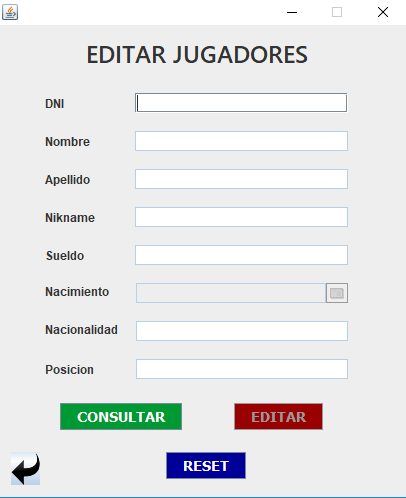 EDITAR JUGADORES
DNI
Nombre
Apellido
Nikname
Sueldo
Nacimiento
Nacionalidad
Posicion
CONSULTAR EDITAR
RESET